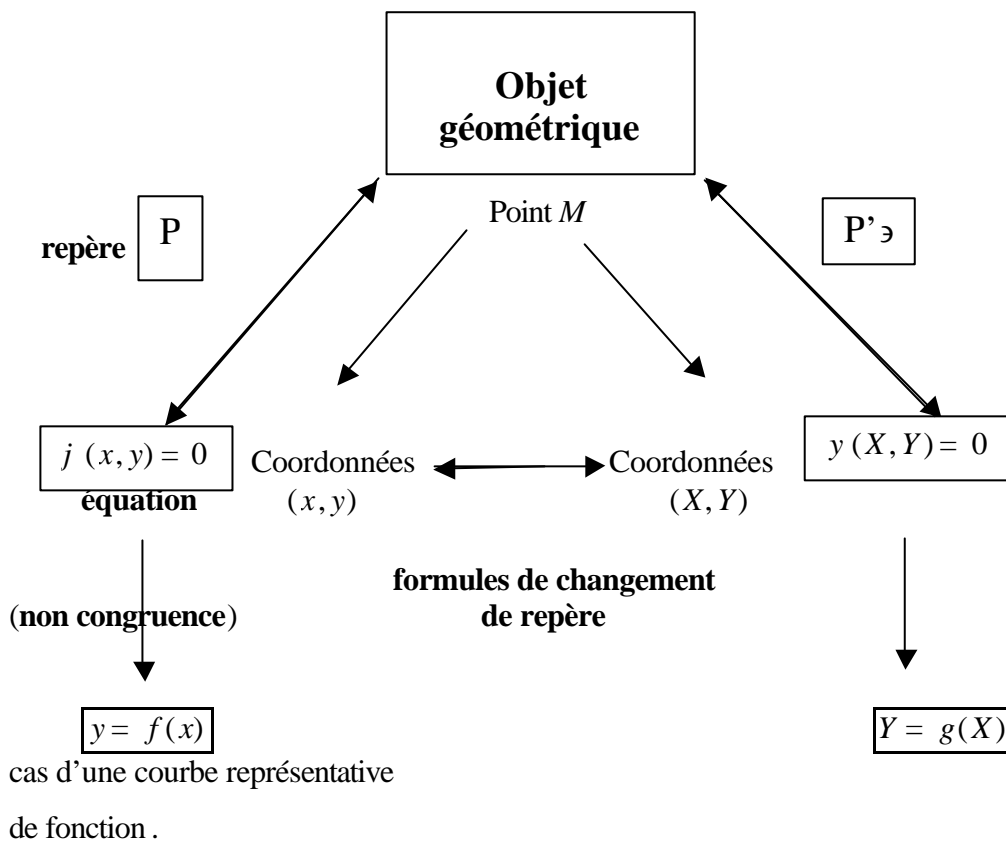 Objet
géométrique
Point M
repère P
P’϶
j (x, y) = 0
équation
Coordonnées
(x, y)
Coordonnées
(X, Y)
y (X, Y) = 0
formules de changement
de repère
(non congruence)
y = f(x)
Y = g(X)
cas d’une courbe représentative
de fonction .